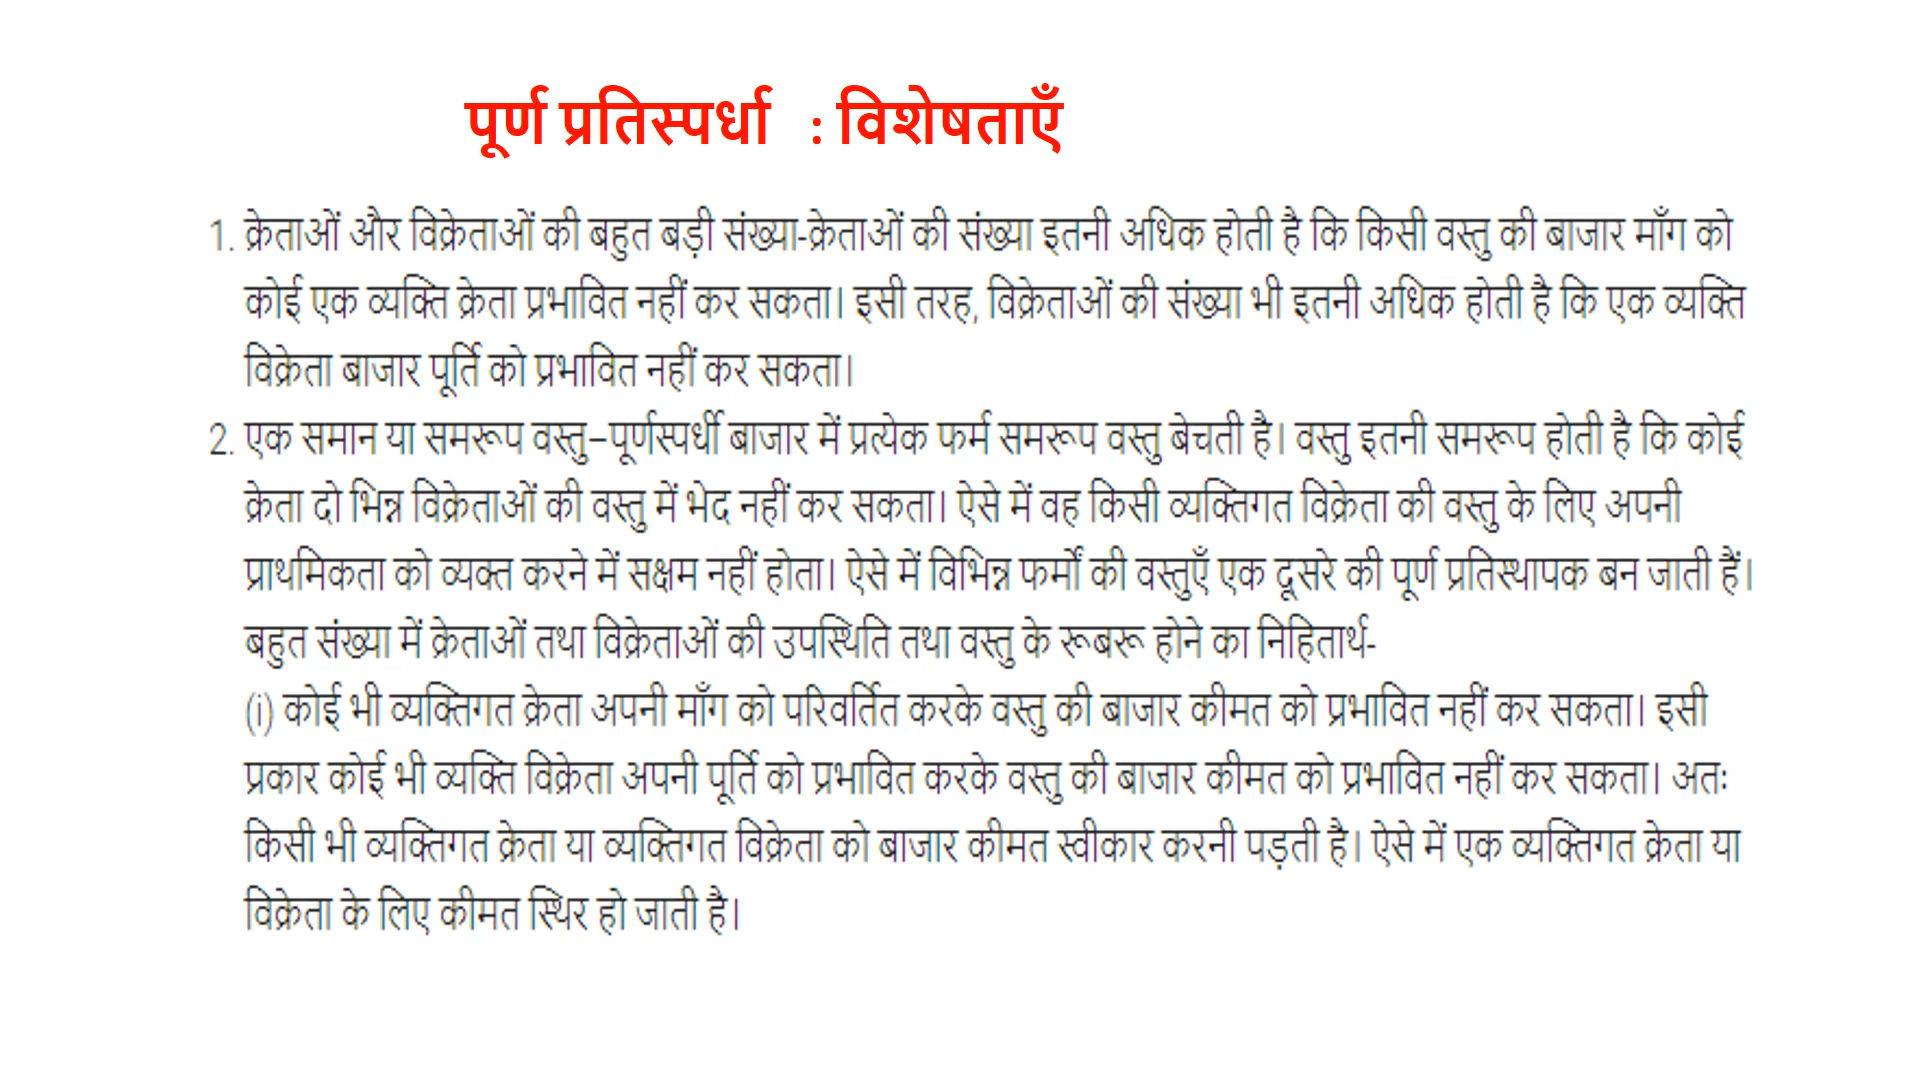 पूर्ण प्रतिस्पर्धा : विशेषताएँ
1. क्रेताओं और विक्रेताओं की बहुत बड़ी संख्या-क्रेताओं की संख्या इतनी अधिक होती है कि किसी वस्तु की बाजार माँग को
कोई एक व्यक्ति क्रेता प्रभावित नहीं कर सकता। इसी तरह, विक्रेताओं की संख्या भी इतनी अधिक होती है कि एक व्यक्ति
विक्रेता बाजार पूर्ति को प्रभावित नहीं कर सकता।
2. एक समान या समरूप वस्तु–पूर्णस्पर्धी बाजार में प्रत्येक फर्म समरूप वस्तु बेचती है। वस्तु इतनी समरूप होती है कि कोई
क्रेता दो भिन्न विक्रेताओं की वस्तु में भेद नहीं कर सकता। ऐसे में वह किसी व्यक्तिगत विक्रेता की वस्तु के लिए अपनी
प्राथमिकता को व्यक्त करने में सक्षम नहीं होता। ऐसे में विभिन्न फर्मों की वस्तुएँ एक दूसरे की पूर्ण प्रतिस्थापक बन जाती हैं।
बहुत संख्या में क्रेताओं तथा विक्रेताओं की उपस्थिति तथा वस्तु के रूबरू होने का निहितार्थ-
(i) कोई भी व्यक्तिगत क्रेता अपनी माँग को परिवर्तित करके वस्तु की बाजार कीमत को प्रभावित नहीं कर सकता। इसी
प्रकार कोई भी व्यक्ति विक्रेता अपनी पूर्ति को प्रभावित करके वस्तु की बाजार कीमत को प्रभावित नहीं कर सकता। अतः
किसी भी व्यक्तिगत क्रेता या व्यक्तिगत विक्रेता को बाजार कीमत स्वीकार करनी पड़ती है। ऐसे में एक व्यक्तिगत क्रेता या
विक्रेता के लिए कीमत स्थिर हो जाती है।